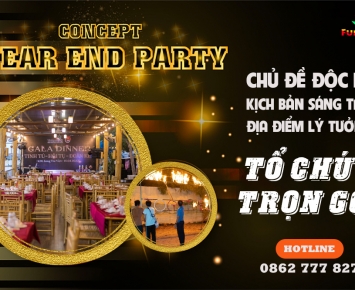 CONCEPT
EAR END PARTY
CHỦ ĐỀ ĐỘC
KỊCH BẢN SÁNG T
ĐỊA ĐIỂM LÝ TƯỞ
TỔ CHỨ
TRỌN GÓ
GALA DINNER
HOTLINE
0862 777 827